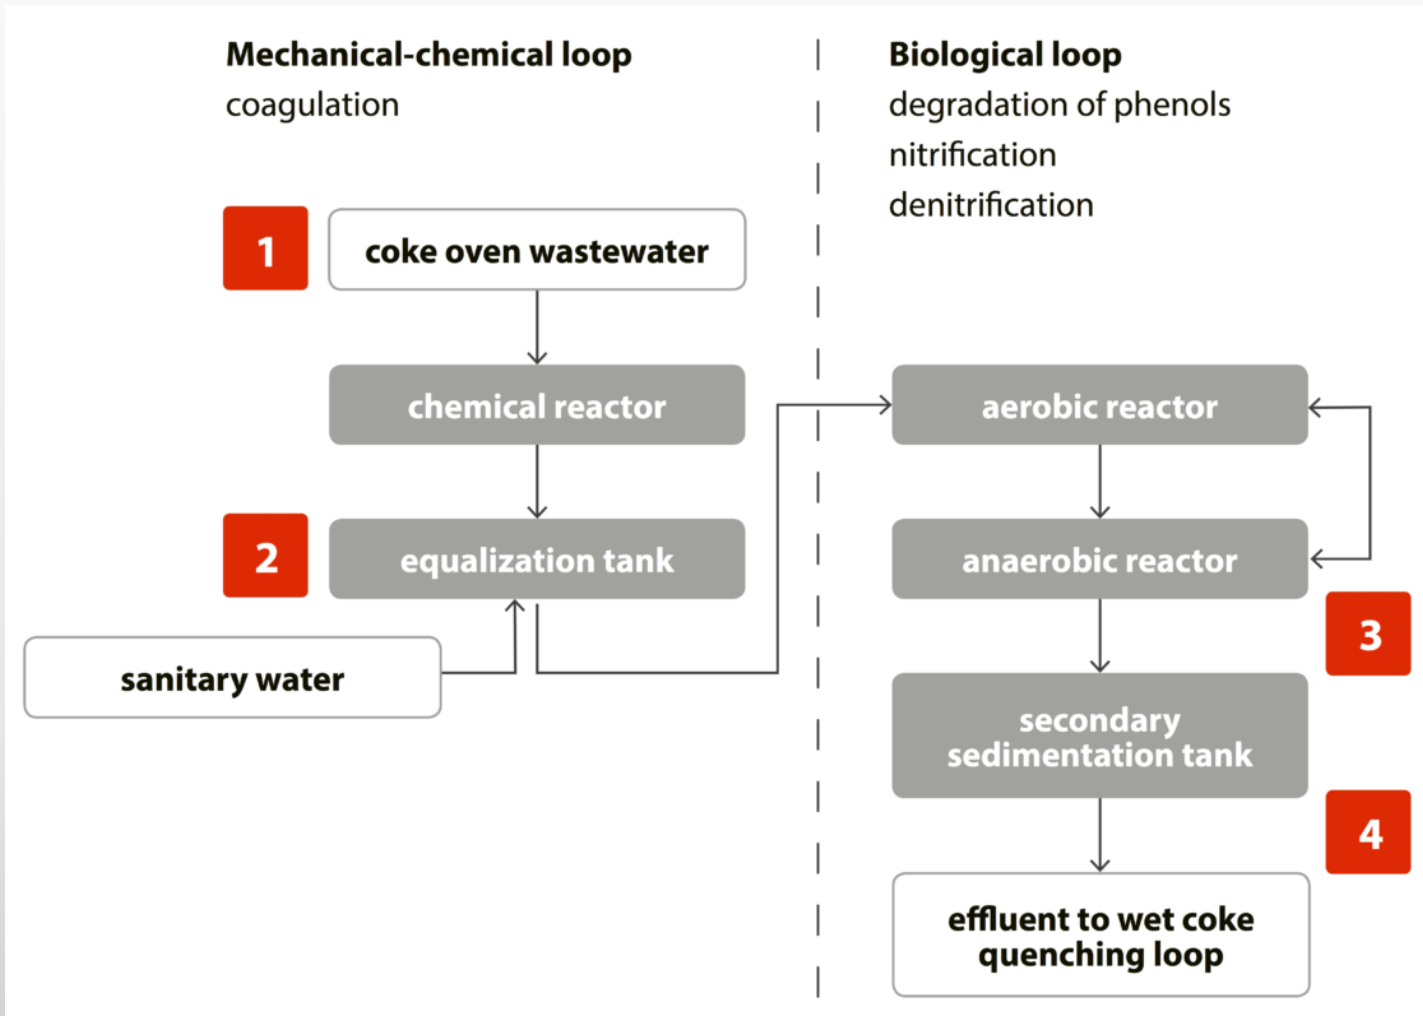 Mechanical-chemical loop
coagulation
1
coke oven wastewater
chemical reactor
2
equalization tank
sanitary water
Biological loop
degradation of phenols
nitrification
denitrification
aerobic reactor
anaerobic reactor
3
secondary
sedimentation tank
4
effluent to wet coke
quenching loop